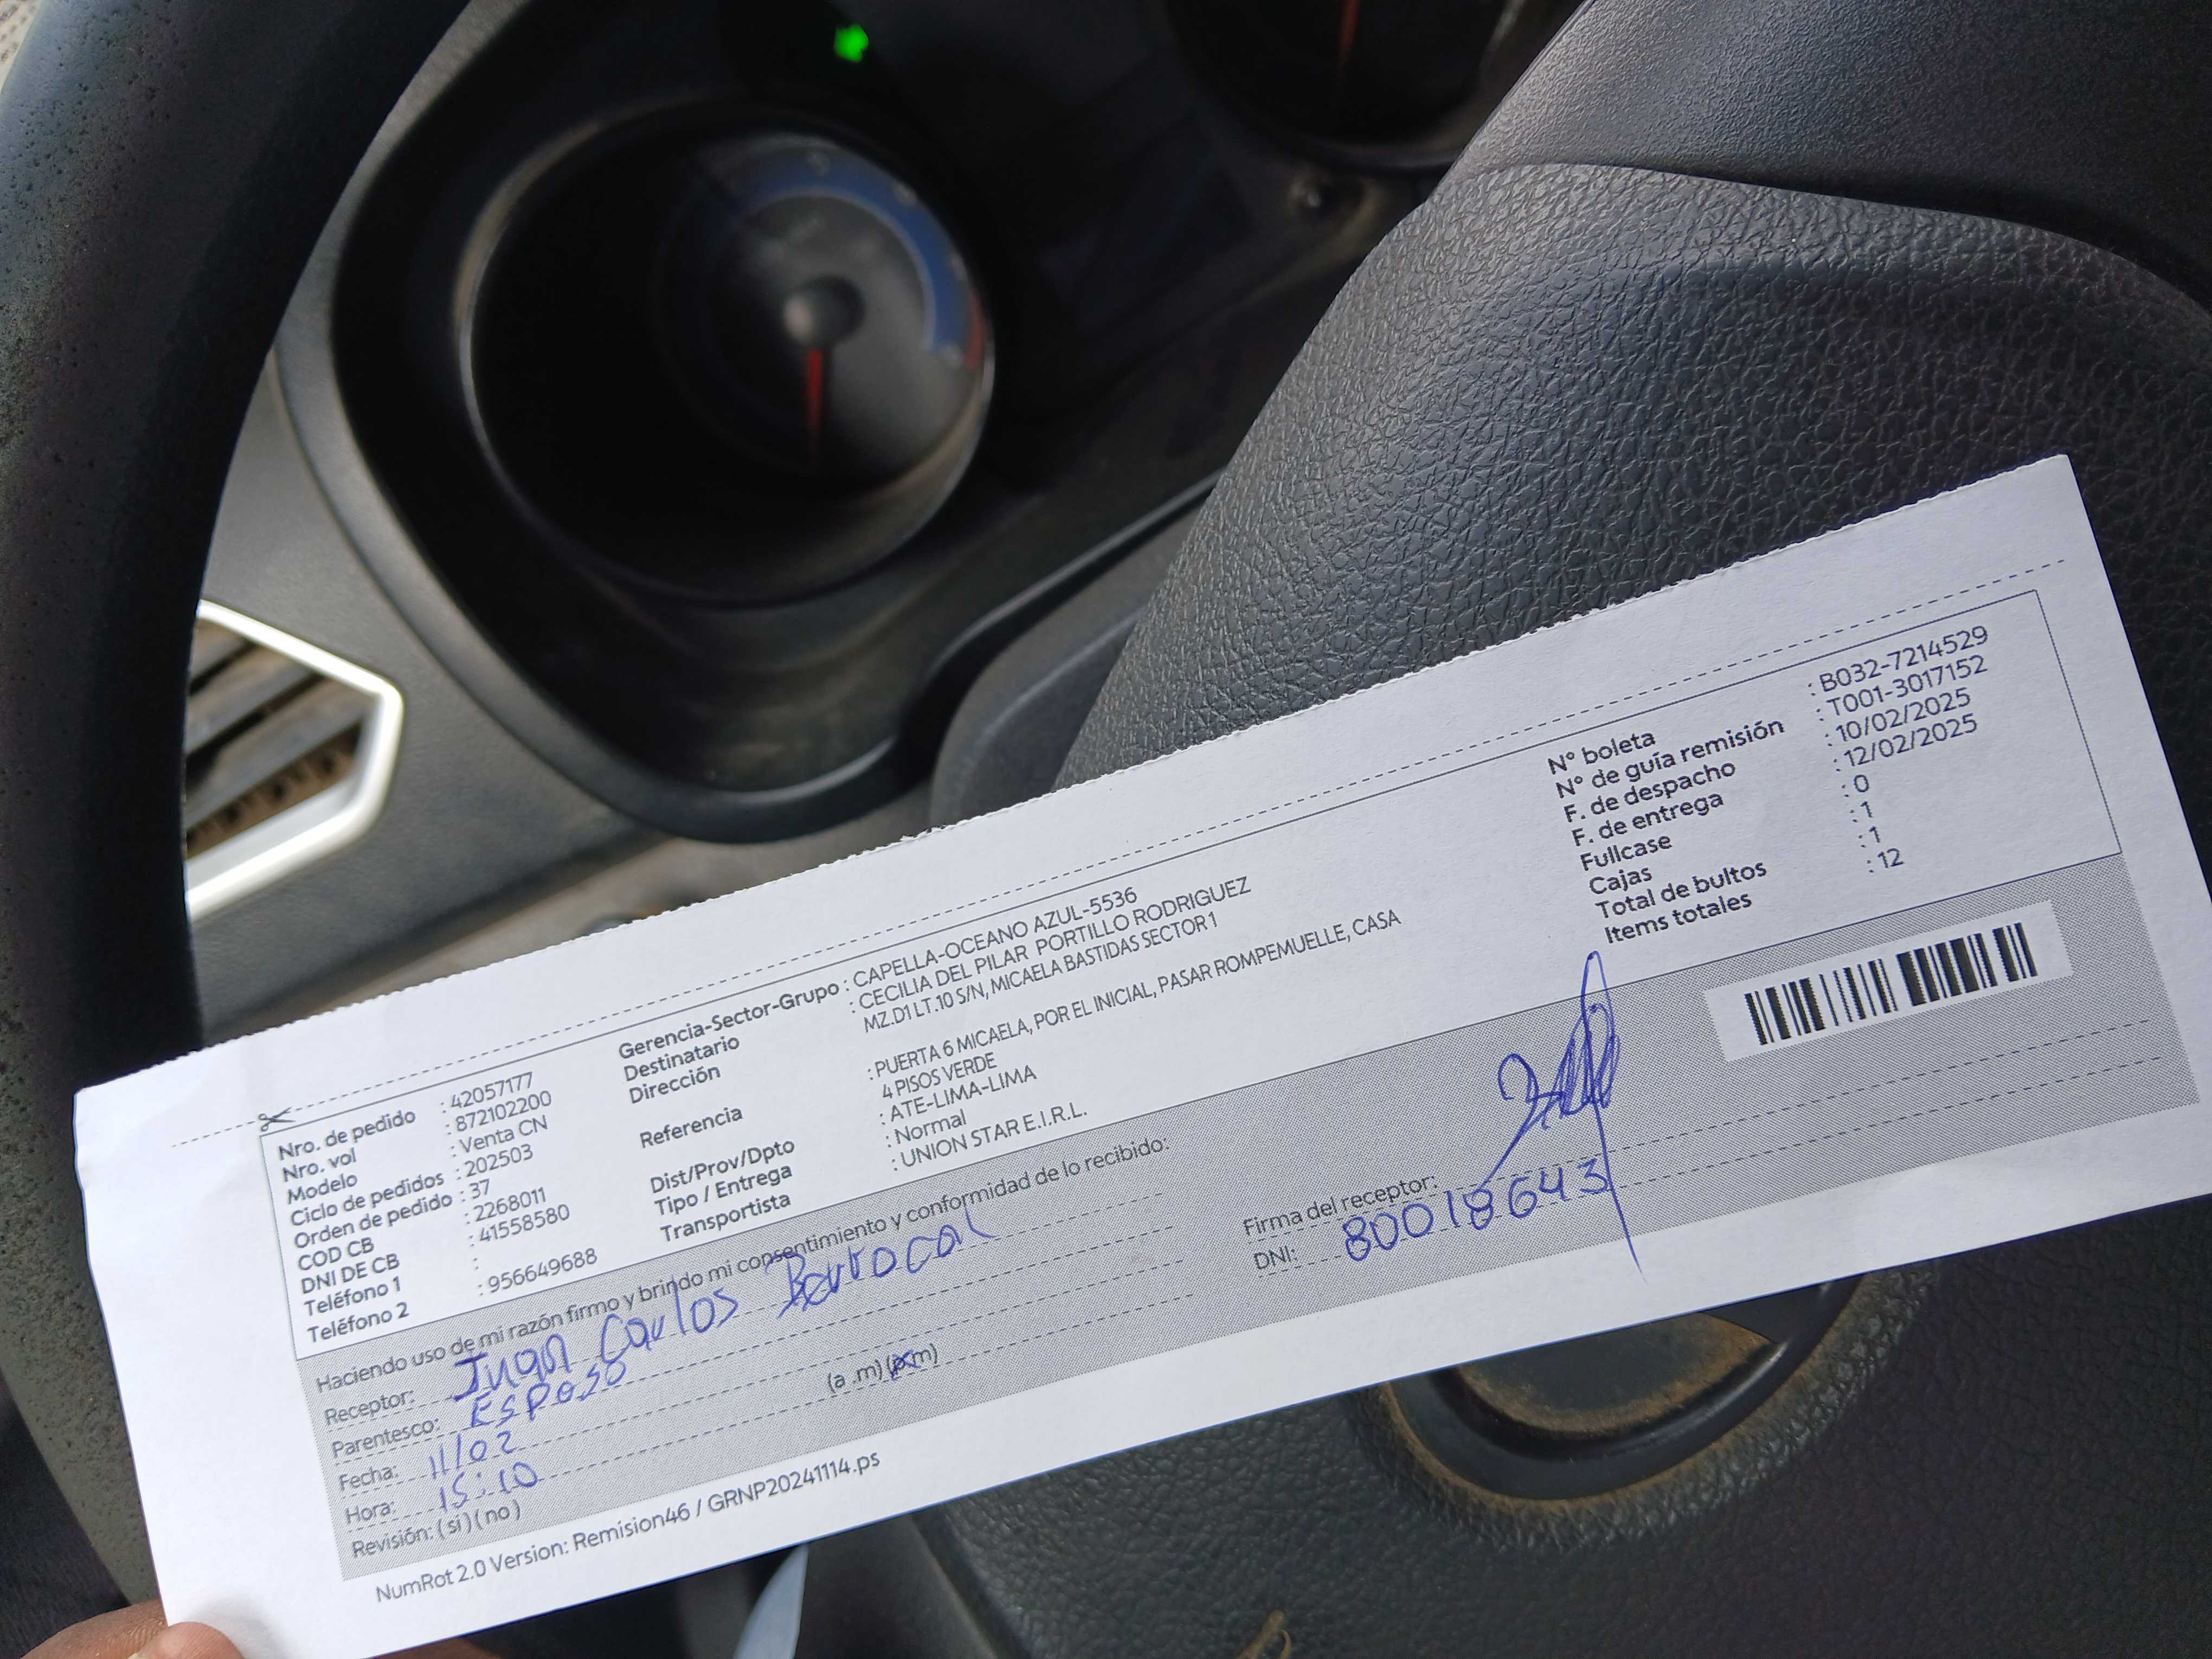 Nro. de pedido : 42057177
Nro. vol : 872102200
Modelo : Venta CN
Ciclo de pedidos : 202503
Orden de pedido : 37
COD CB : 2268011
DNI DE CB : 41558580
Teléfono 1 :
Teléfono 2 : 956649688
Gerencia-Sector-Grupo : CAPELLA-OCEANO AZUL-5536
Destinatario : CECILIA DEL PILAR PORTILLO RODRIGUEZ
Dirección MZ.D1 LT.10 S/N, MICAELA BASTIDAS SECTOR 1
Referencia : PUERTA 6 MICAELA, POR EL INICIAL, PASAR ROMPEMUELLE, CASA
4 PISOS VERDE
Dist/Prov/Dpto : ATE-LIMA-LIMA
Tipo / Entrega : Normal
Transportista : UNION STAR E.I.R.L.
N° boleta : B032-7214529
N° de guía remisión : T001-3017152
F. de despacho : 10/02/2025
F. de entrega : 12/02/2025
Fullcase : 0
Cajas : 1
Total de bultos : 1
Items totales : 12
Haciendo uso de mi razón firmo y brindo mi consentimiento y conformidad de lo recibido:
Receptor: Juan Carlos Berrocal
Parentesco: Esposo
Fecha: 11/02
Hora: 15:10 (a .m) (p.m)
Revisión: ( si ) ( no )
Firma del receptor:
DNI: 80018643
NumRot 2.0 Version: Remision46 / GRNP20241114.ps